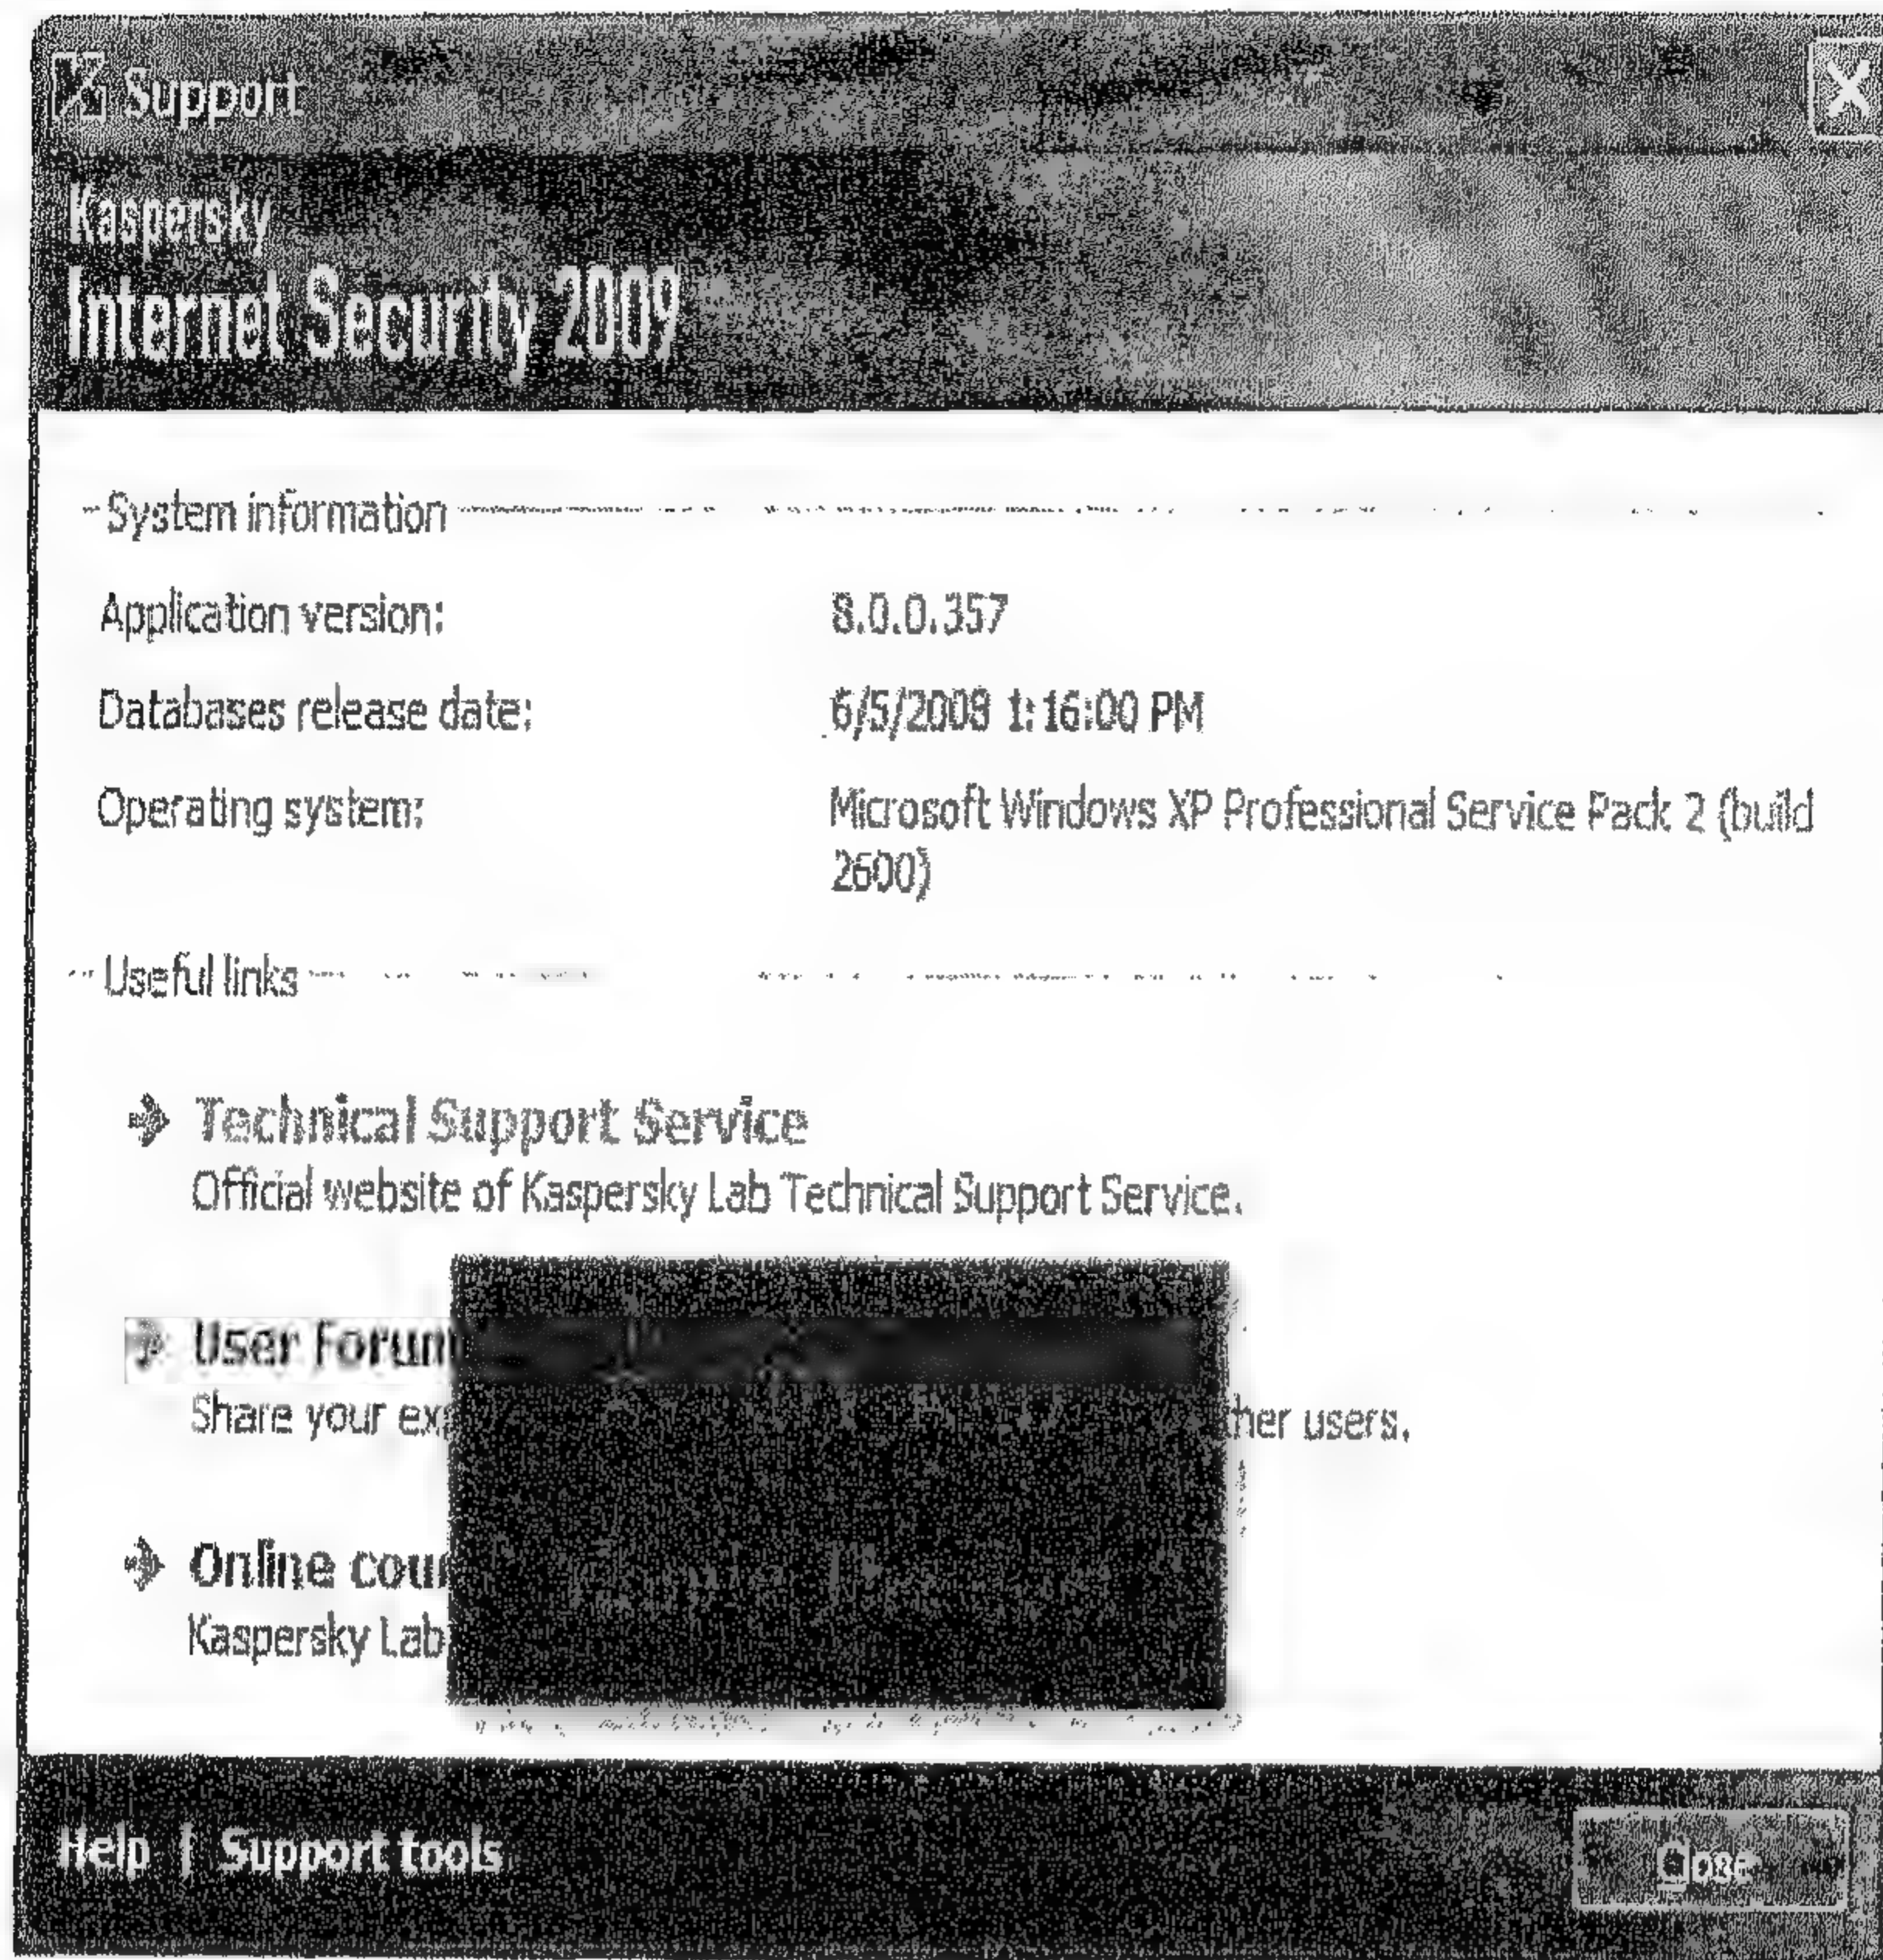 Support
Kaspersky
Internet Security 2009
System information
Application version: 8.0.0.357
Databases release date: 6/5/2008 1:16:00 PM
Operating system: Microsoft Windows XP Professional Service Pack 2 (build
2600)
Useful links
Technical Support Service
Official website of Kaspersky Lab Technical Support Service.
User Forum
Share your users.
Online
Kaspersky Lab
Help | Support tools
Close